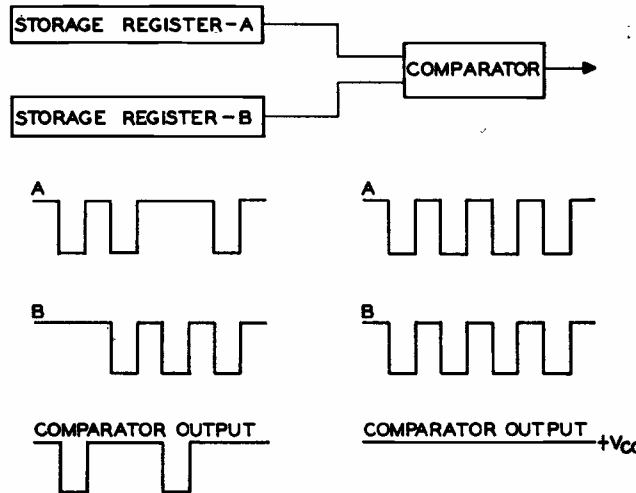 STORAGE REGISTER-A
COMPARATOR
STORAGE REGISTER-B
A
A
B
B
COMPARATOR OUTPUT
COMPARATOR OUTPUT
+VCC